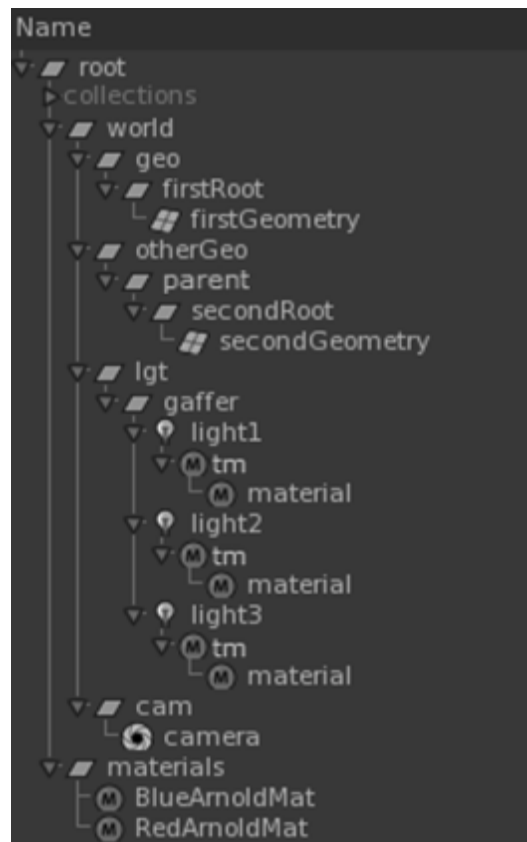 Name
root
collections
world
geo
firstRoot
firstGeometry
otherGeo
parent
secondRoot
secondGeometry
lgt
gaffer
light1
M tm
M material
light2
M tm
M material
light3
M tm
M material
cam
camera
materials
M BlueArnoldMat
M RedArnoldMat